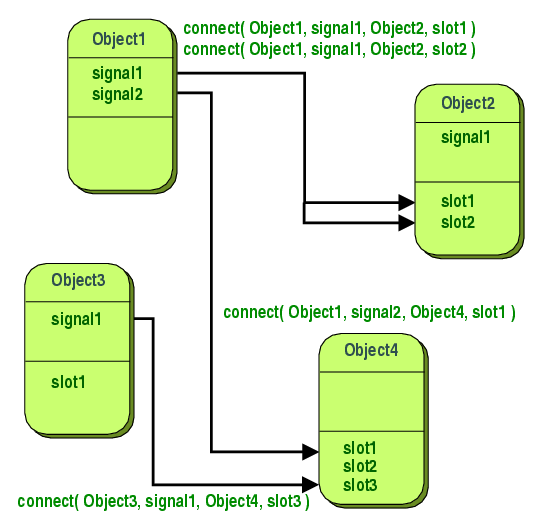 connect( Object1, signal1, Object2, slot1 )
connect( Object1, signal1, Object2, slot2 )
Object1
signal1
signal2
Object2
signal1
slot1
slot2
Object3
signal1
slot1
connect( Object1, signal2, Object4, slot1 )
Object4
slot1
slot2
slot3
connect( Object3, signal1, Object4, slot3 )